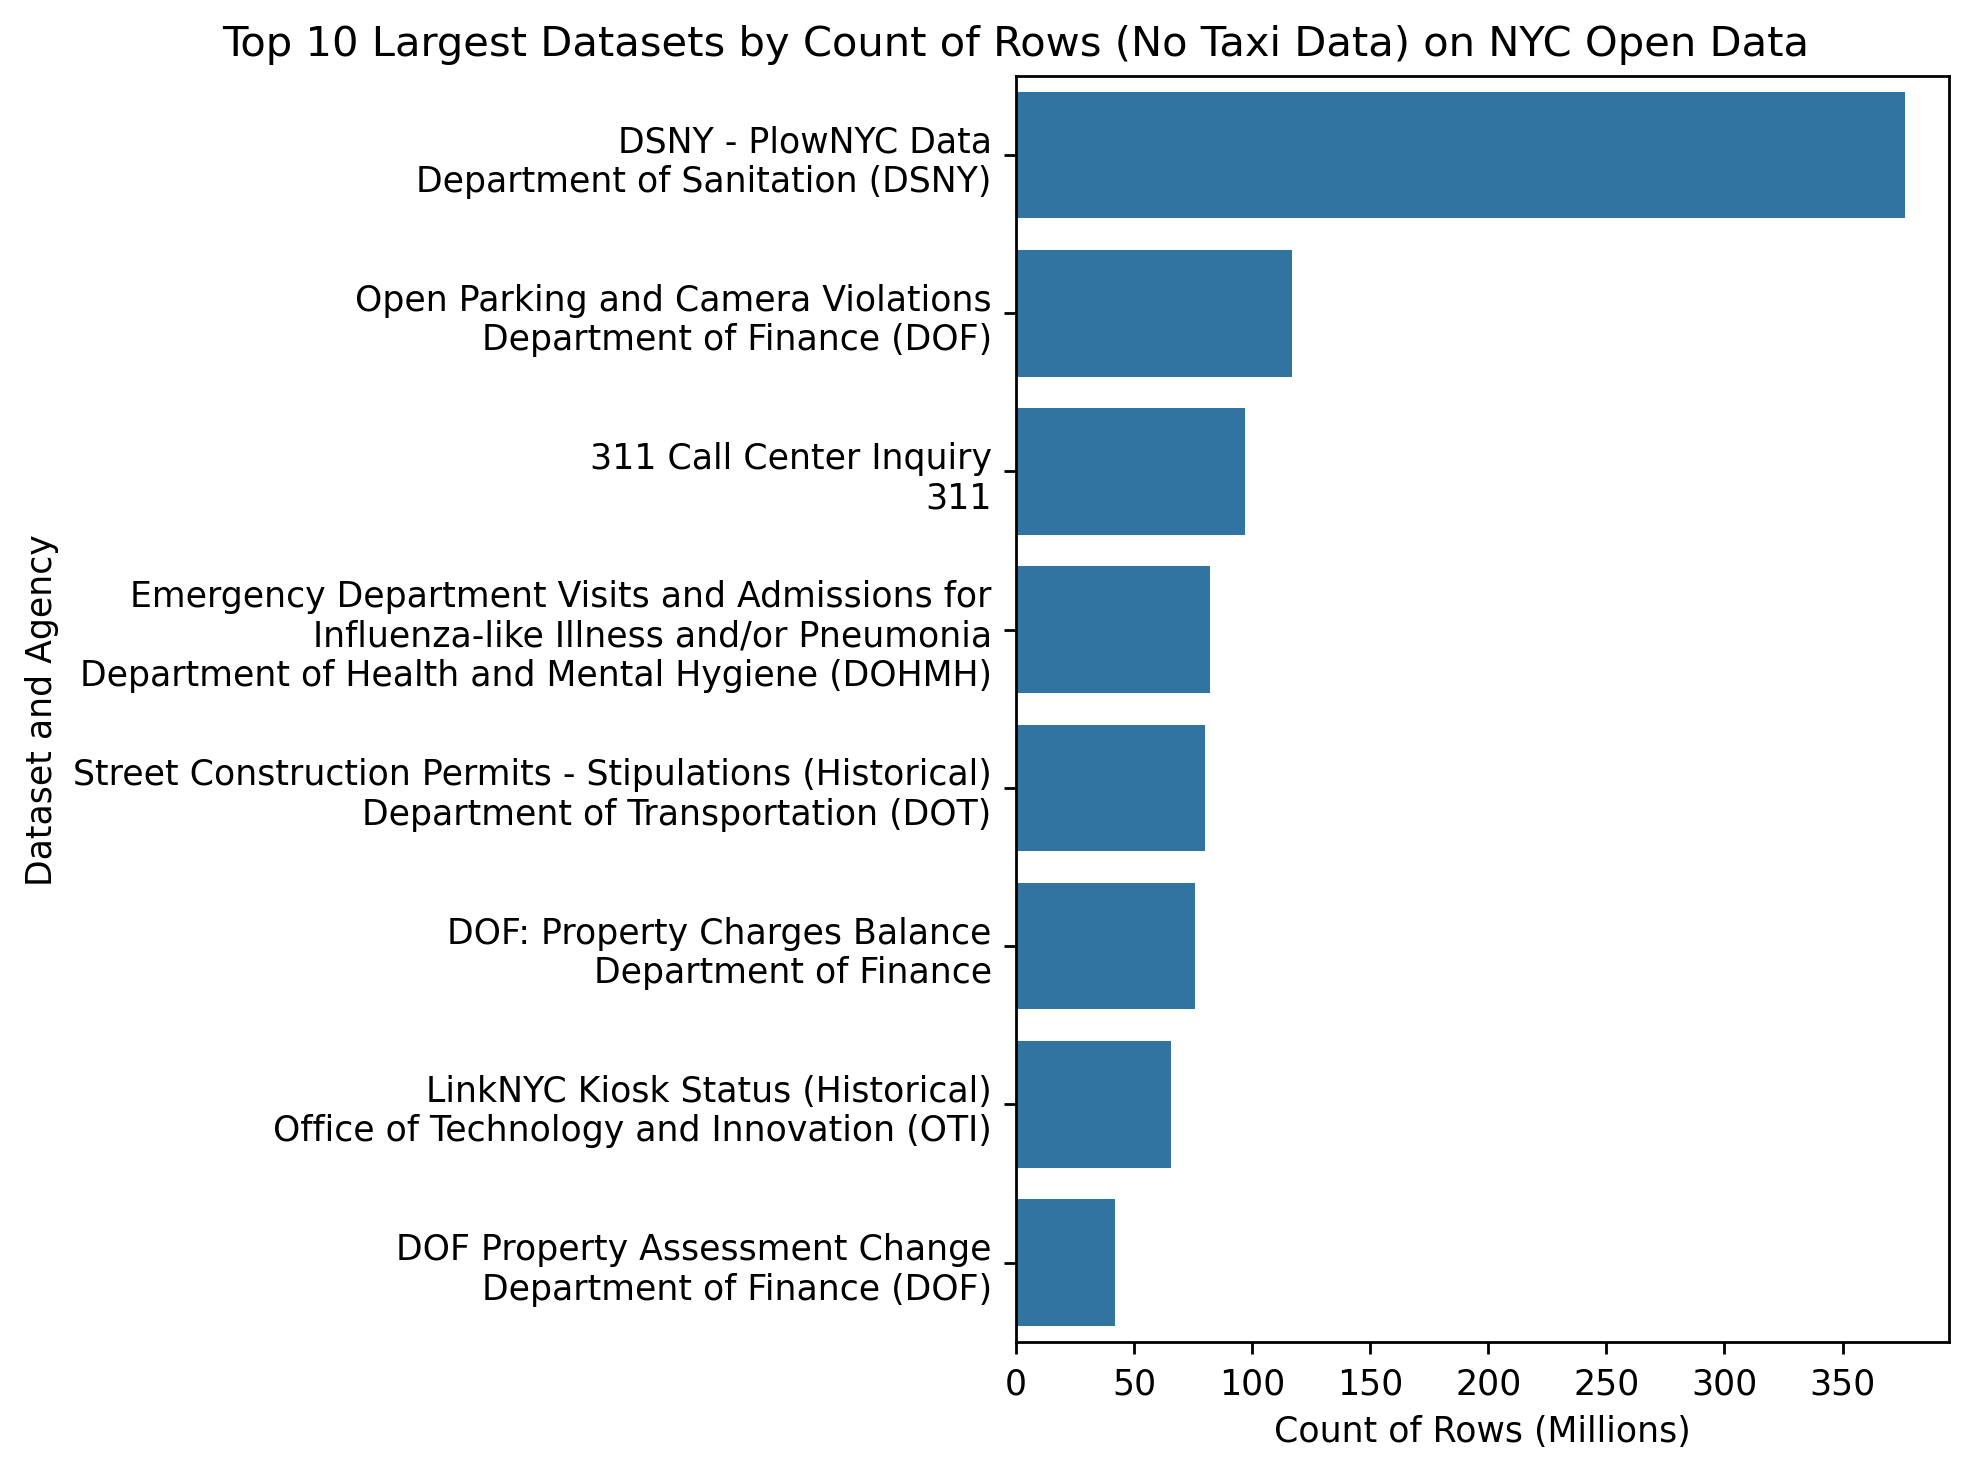 Top 10 Largest Datasets by Count of Rows (No Taxi Data) on NYC Open Data
Dataset and Agency
DSNY - PlowNYC Data
Department of Sanitation (DSNY)
Open Parking and Camera Violations
Department of Finance (DOF)
311 Call Center Inquiry
311
Emergency Department Visits and Admissions for
Influenza-like Illness and/or Pneumonia
Department of Health and Mental Hygiene (DOHMH)
Street Construction Permits - Stipulations (Historical)
Department of Transportation (DOT)
DOF: Property Charges Balance
Department of Finance
LinkNYC Kiosk Status (Historical)
Office of Technology and Innovation (OTI)
DOF Property Assessment Change
Department of Finance (DOF)
0 50 100 150 200 250 300 350
Count of Rows (Millions)